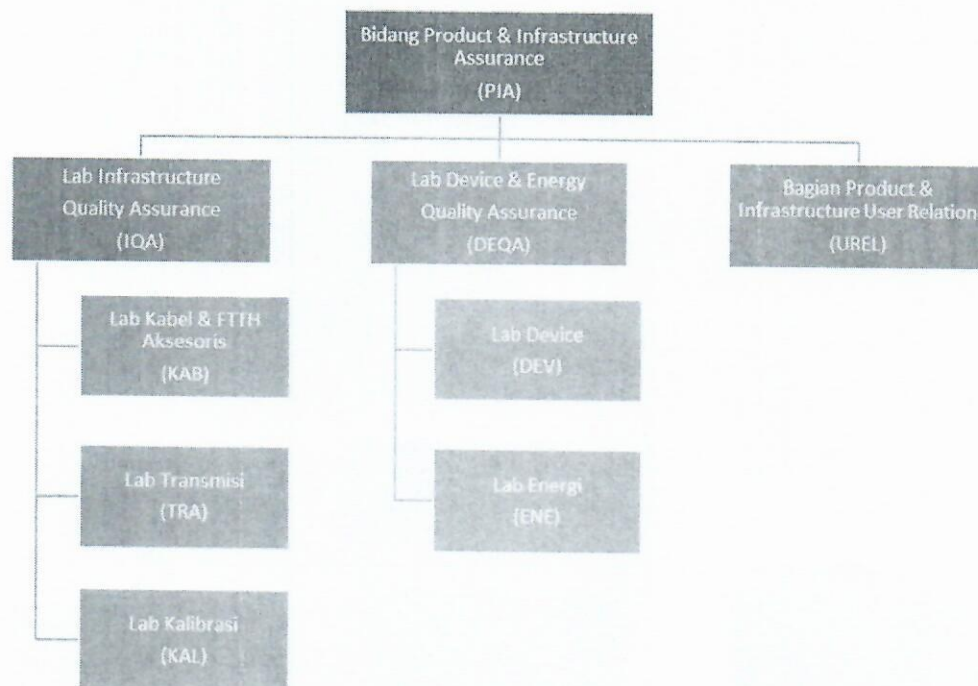 Bidang Product & Infrastructure
Assurance
(PIA)
Lab Infrastructure
Quality Assurance
(IQA)
Lab Device & Energy
Quality Assurance
(DEQA)
Bagian Product &
Infrastructure User Relation
(UREL)
Lab Kabel & FTTH
Aksesoris
(KAB)
Lab Device
(DEV)
Lab Transmisi
(TRA)
Lab Energi
(ENE)
Lab Kalibrasi
(KAL)